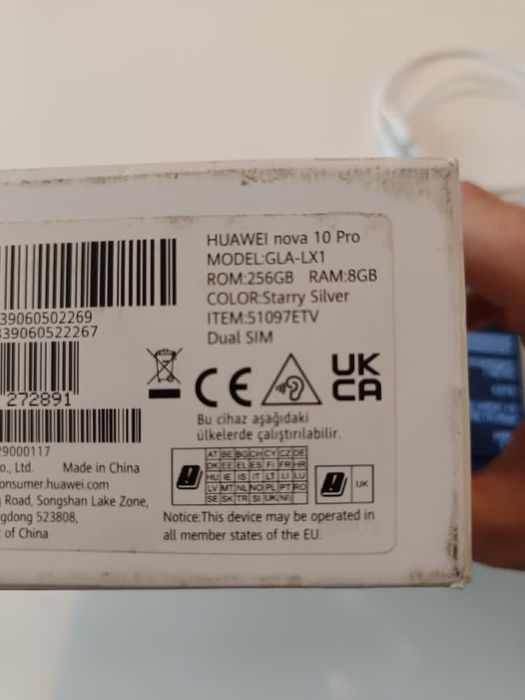 HUAWEI nova 10 Pro
MODEL:GLA-LX1
ROM:256GB RAM:8GB
COLOR:Starry Silver
ITEM:51097ETV
Dual SIM
39060502269
39060522267
272891
29000117
o., Ltd. Made in China
onsumer.huawei.com
g Road, Songshan Lake Zone,
gdong 523808,
of China
CE
UK
CA
Bu cihaz aşağıdaki
ülkelerde çalıştırılabilir.
AT BE BG CH CY CZ DE
DK EE EL ES FI FR HR
HU IE IS IT LT LI LU
LV MT NL NO PL PT RO
SE SK TR SI UK(NI)
UK
Notice:This device may be operated in
all member states of the EU.